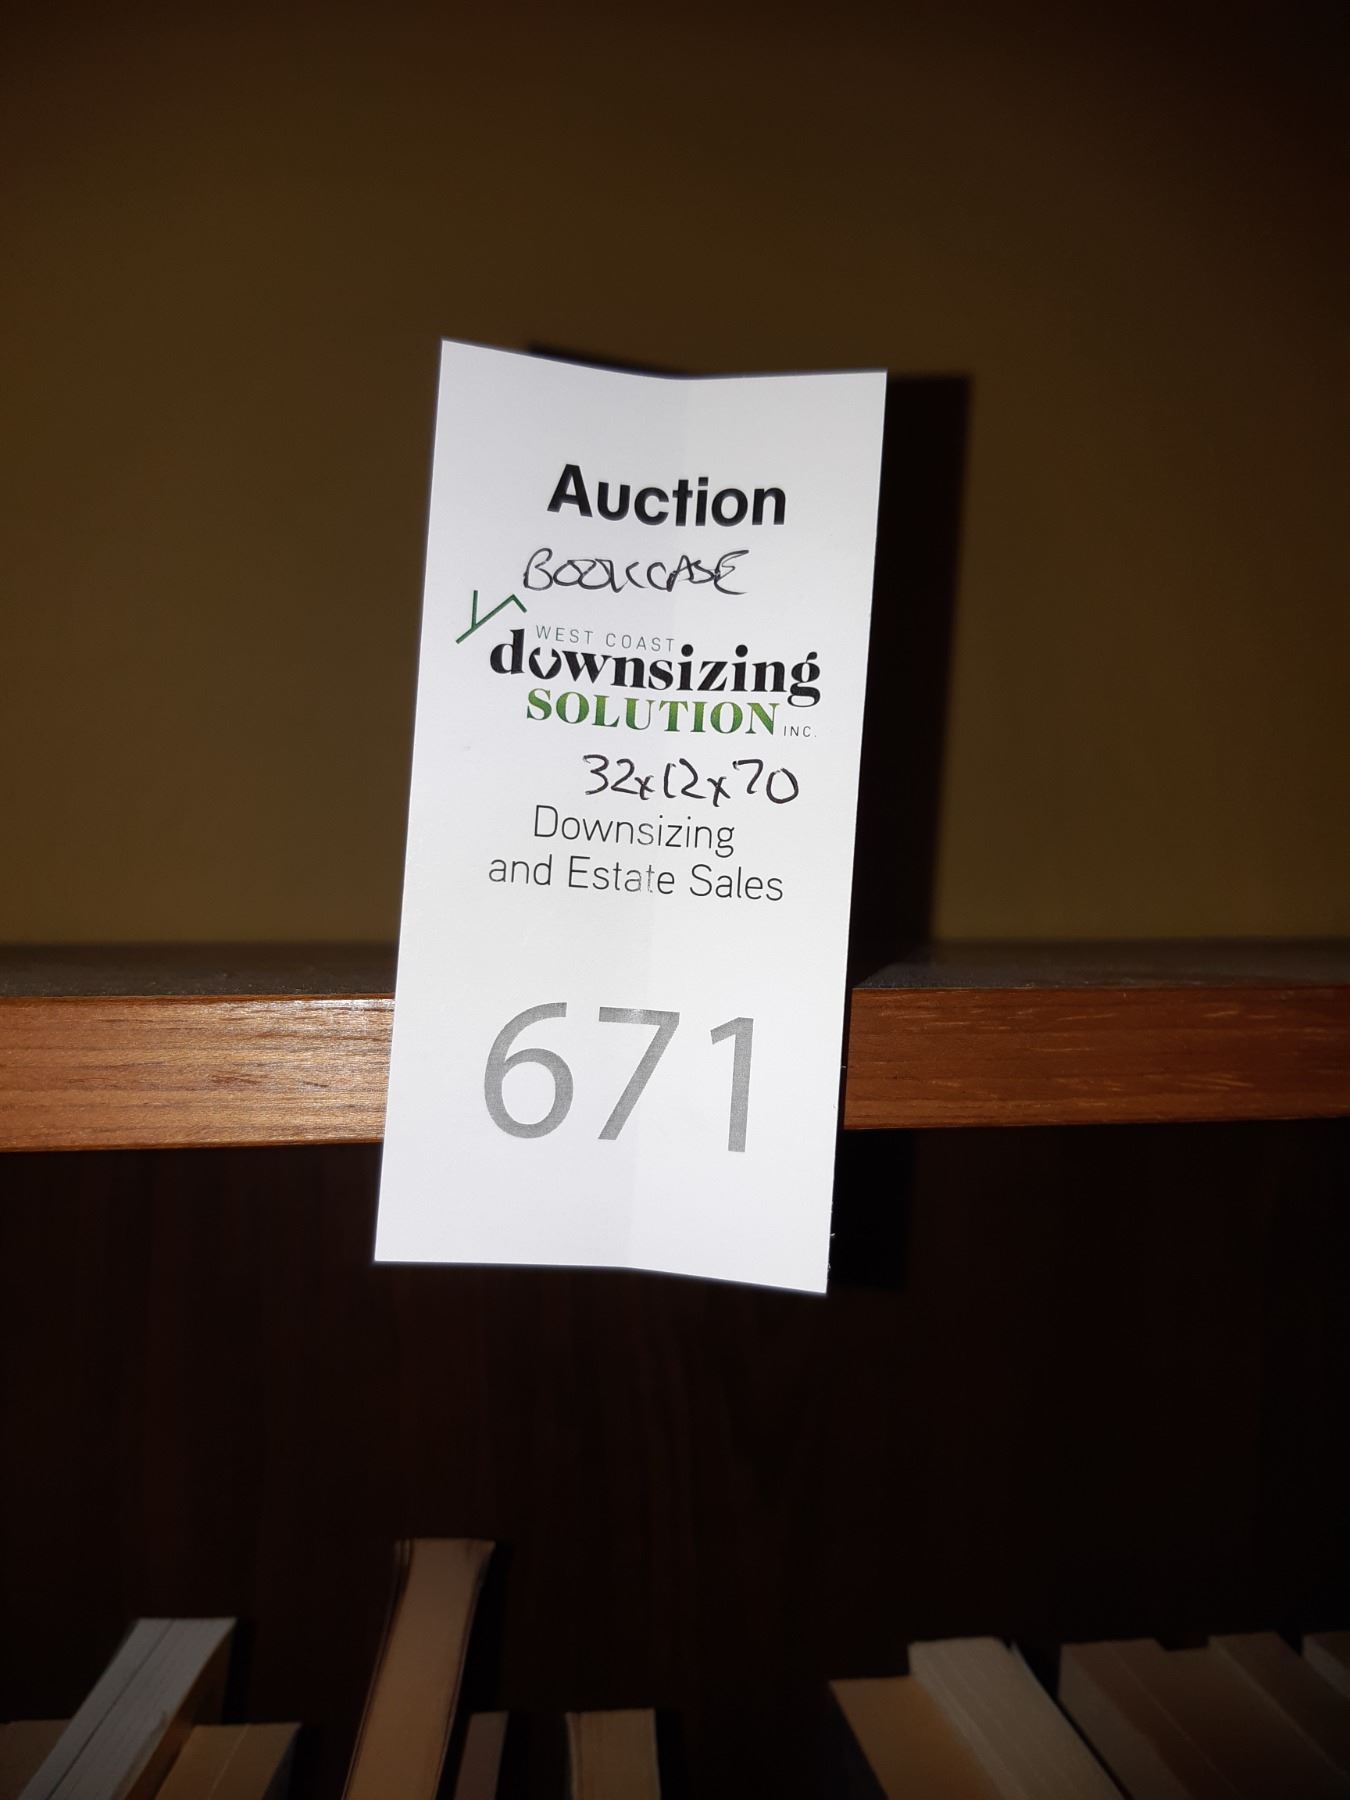 Auction
BOOKCASE
WEST COAST
downsizing
SOLUTION INC.
32x12x70
Downsizing
and Estate Sales
671